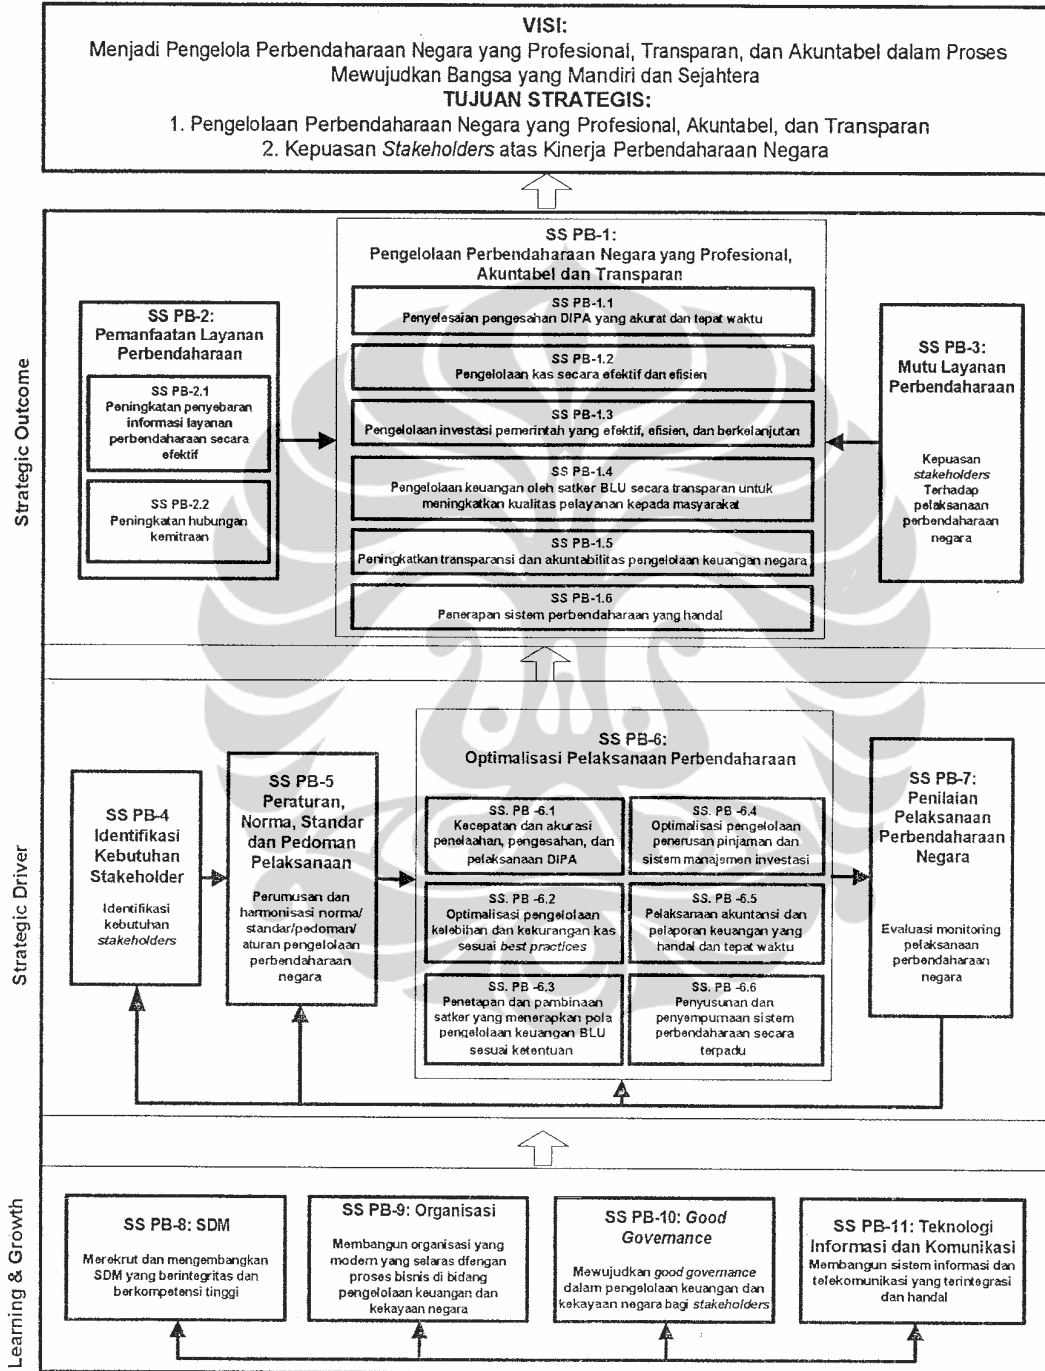 VISI:
Menjadi Pengelola Perbendaharaan Negara yang Profesional, Transparan, dan Akuntabel dalam Proses
Mewujudkan Bangsa yang Mandiri dan Sejahtera
TUJUAN STRATEGIS:
1. Pengelolaan Perbendaharaan Negara yang Profesional, Akuntabel, dan Transparan
2. Kepuasan Stakeholders atas Kinerja Perbendaharaan Negara
Strategic Outcome
SS PB-2:
Pemanfaatan Layanan
Perbendaharaan
SS PB-2.1
Peningkatan penyebaran
informasi layanan
perbendaharaan secara
efektif
SS PB-2.2
Peningkatan hubungan
kemitraan
SS PB-1:
Pengelolaan Perbendaharaan Negara yang Profesional,
Akuntabel dan Transparan
SS PB-1.1
Penyelesaian pengesahan DIPA yang akurat dan tepat waktu
SS PB-1.2
Pengelolaan kas secara efektif dan efisien
SS PB-1.3
Pengelolaan investasi pemerintah yang efektif, efisien, dan berkelanjutan
SS PB-1.4
Pengelolaan keuangan oleh satker BLU secara transparan untuk
meningkatkan kualitas pelayanan kepada masyarakat
SS PB-1.5
Peningkatkan transparansi dan akuntabilitas pengelolaan keuangan negara
SS PB-1.6
Penerapan sistem perbendaharaan yang handal
SS PB-3:
Mutu Layanan
Perbendaharaan
Kepuasan
stakeholders
Terhadap
pelaksanaan
perbendaharaan
negara
Strategic Driver
SS PB-4
Identifikasi
Kebutuhan
Stakeholder
Identifikasi
kebutuhan
stakeholders
SS PB-5
Peraturan,
Norma, Standar
dan Pedoman
Pelaksanaan
Perumusan dan
harmonisasi norma/
standar/pedoman/
aturan pengelolaan
perbendaharaan
negara
SS PB-6:
Optimalisasi Pelaksanaan Perbendaharaan
SS. PB -6.1
Kecepatan dan akurasi
penelaahan, pengesahan, dan
pelaksanaan DIPA
SS. PB -6.4
Optimalisasi pengelolaan
penerusan pinjaman dan
sistem manajemen investasi
SS. PB -6.2
Optimalisasi pengelolaan
kelebihan dan kekurangan kas
sesuai best practices
SS. PB -6.5
Pelaksanaan akuntansi dan
pelaporan keuangan yang
handal dan tepat waktu
SS. PB -6.3
Penetapan dan pambinaan
satker yang menerapkan pola
pengelolaan keuangan BLU
sesuai ketentuan
SS. PB -6.6
Penyusunan dan
penyempurnaan sistem
perbendaharaan secara
terpadu
SS PB-7:
Penilaian
Pelaksanaan
Perbendaharaan
Negara
Evaluasi monitoring
pelaksanaan
perbendaharaan
negara
Learning & Growth
SS PB-8: SDM
Merekrut dan mengembangkan
SDM yang berintegritas dan
berkompetensi tinggi
SS PB-9: Organisasi
Membangun organisasi yang
modern yang selaras dfengan
proses bisnis di bidang
pengelolaan keuangan dan
kekayaan negara
SS PB-10: Good
Governance
Mewujudkan good governance
dalam pengelolaan keuangan dan
kekayaan negara bagi stakeholders
SS PB-11: Teknologi
Informasi dan Komunikasi
Membangun sistem informasi dan
telekomunikasi yang terintegrasi
dan handal